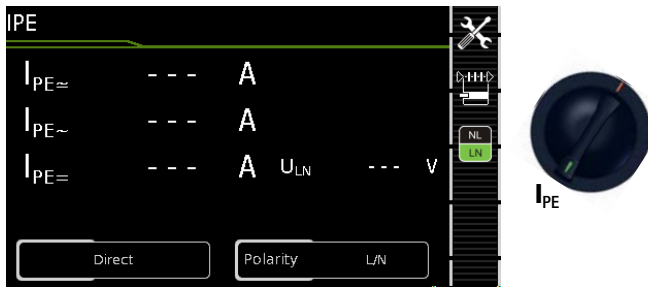 IPE
IPE≃ - - - A
IPE~ - - - A
IPE= - - - A ULN - - - V
NL
LN
Direct
Polarity L/N
IPE